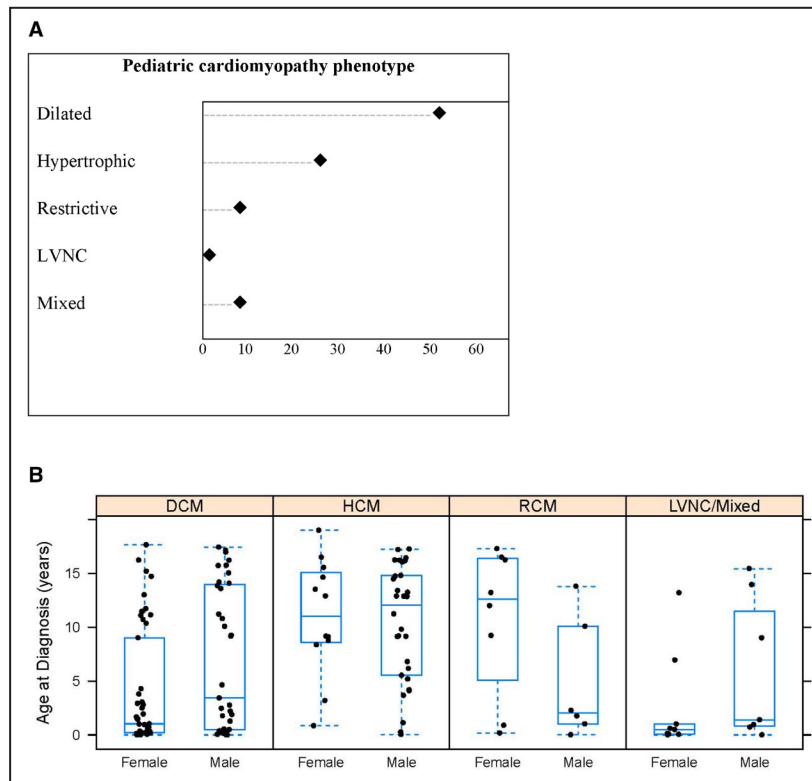 A
Pediatric cardiomyopathy phenotype
Dilated
Hypertrophic
Restrictive
LVNC
Mixed
0 10 20 30 40 50 60
B
DCM HCM RCM LVNC/Mixed
Age at Diagnosis (years)
15
10
5
0
Female Male Female Male Female Male Female Male